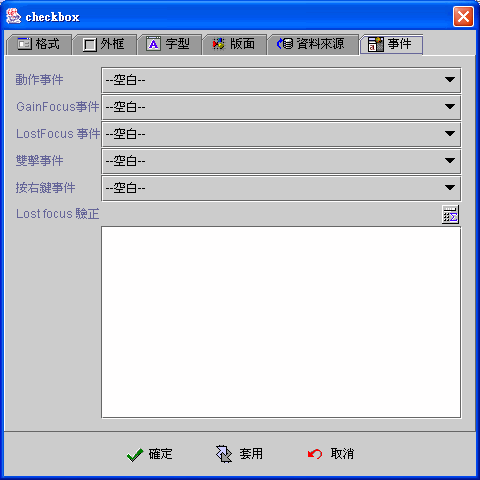 checkbox
格式 外框 字型 版面 資料來源 事件
動作事件 --空白--
GainFocus事件 --空白--
LostFocus 事件 --空白--
雙擊事件 --空白--
按右鍵事件 --空白--
Lost focus 驗正
確定 套用 取消